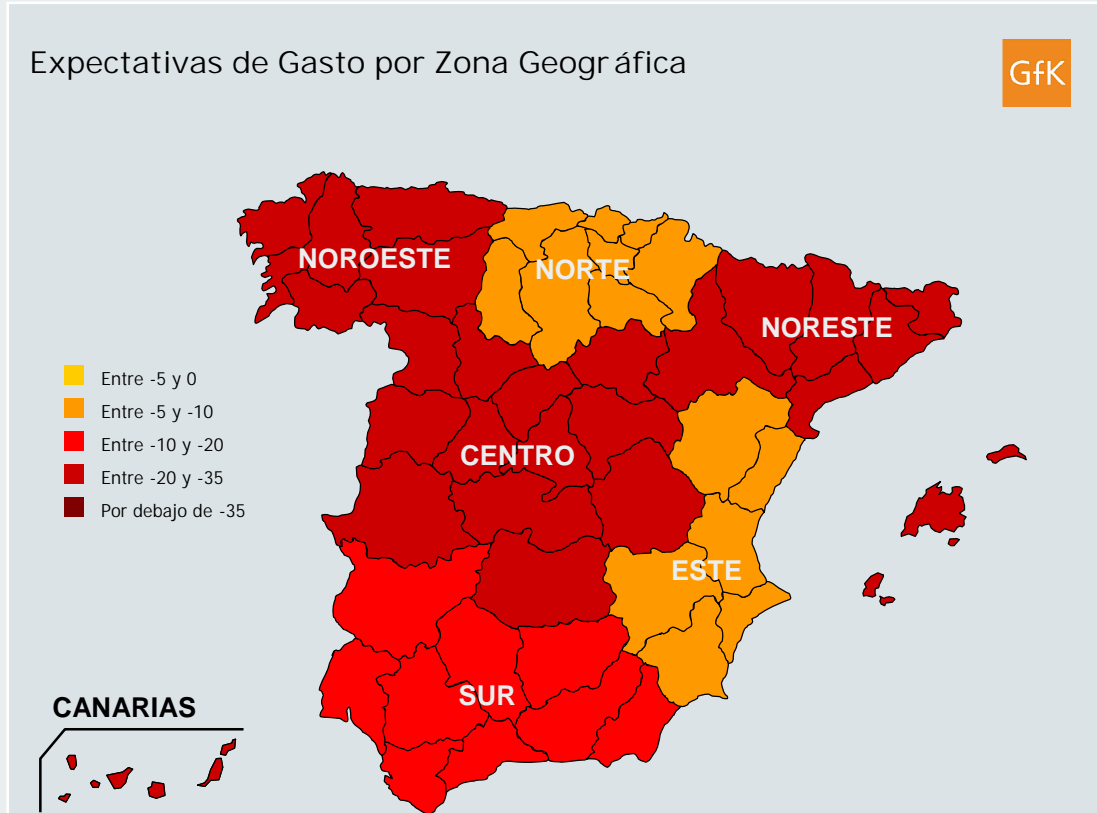 Expectativas de Gasto por Zona Geográfica
GfK
NOROESTE
NORTE
NORESTE
Entre -5 y 0
Entre -5 y -10
Entre -10 y -20
Entre -20 y -35
Por debajo de -35
CENTRO
ESTE
SUR
CANARIAS